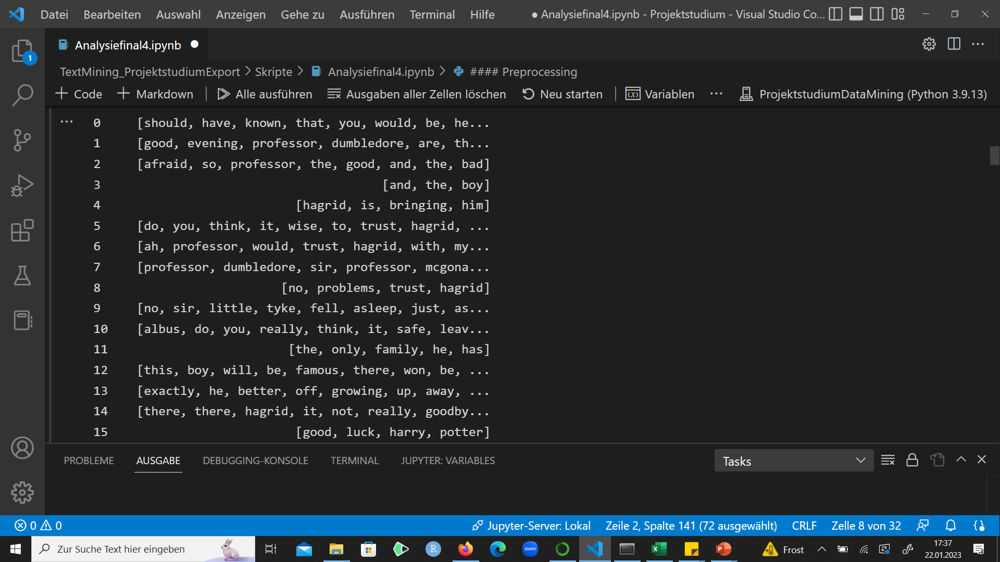 Datei Bearbeiten Auswahl Anzeigen Gehe zu Ausführen Terminal Hilfe ● Analysiefinal4.ipynb - Projektstudium - Visual Studio Co...
Analysiefinal4.ipynb ●
TextMining_ProjektstudiumExport > Skripte > Analysiefinal4.ipynb > #### Preprocessing
+ Code + Markdown | Alle ausführen Ausgaben aller Zellen löschen Neu starten | Variablen ... ProjektstudiumDataMining (Python 3.9.13)
... 0 [should, have, known, that, you, would, be, he...
1 [good, evening, professor, dumbledore, are, th...
2 [afraid, so, professor, the, good, and, the, bad]
3 [and, the, boy]
4 [hagrid, is, bringing, him]
5 [do, you, think, it, wise, to, trust, hagrid, ...
6 [ah, professor, would, trust, hagrid, with, my...
7 [professor, dumbledore, sir, professor, mcgona...
8 [no, problems, trust, hagrid]
9 [no, sir, little, tyke, fell, asleep, just, as...
10 [albus, do, you, really, think, it, safe, leav...
11 [the, only, family, he, has]
12 [this, boy, will, be, famous, there, won, be, ...
13 [exactly, he, better, off, growing, up, away, ...
14 [there, there, hagrid, it, not, really, goodby...
15 [good, luck, harry, potter]
1
PROBLEME AUSGABE DEBUGGING-KONSOLE TERMINAL JUPYTER: VARIABLES Tasks
0 0 Jupyter-Server: Lokal Zeile 2, Spalte 141 (72 ausgewählt) CRLF Zelle 8 von 32
Zur Suche Text hier eingeben R zoom Frost 17:37
22.01.2023